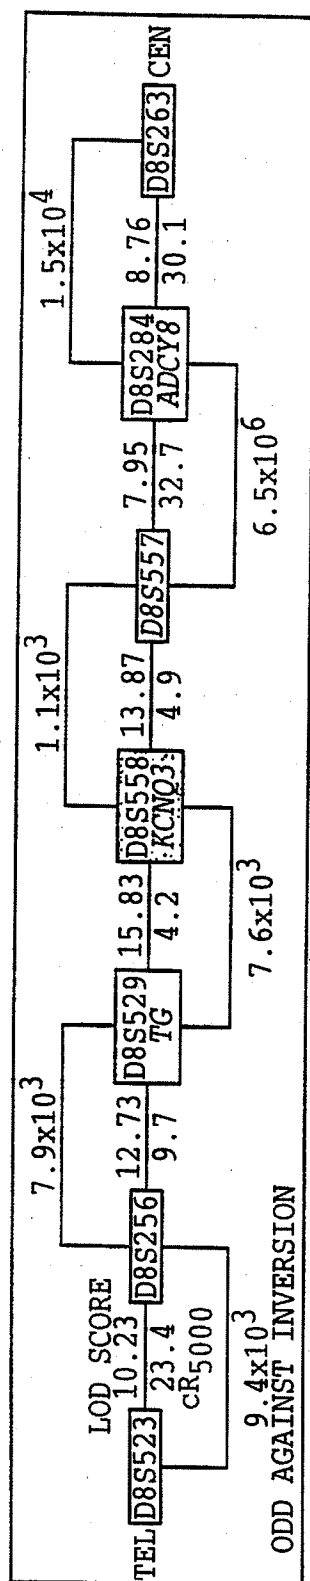 7.9x10³ 1.1x10³ 1.5x10⁴
LOD SCORE
10.23 12.73 15.83 13.87 7.95 8.76
TEL D8S523 D8S256 D8S529 D8S558 D8S557 D8S284 D8S263 CEN
TG KCNQ3 ADCY8
23.4 9.7 4.2 4.9 32.7 30.1
cR5000
9.4x10³ 7.6x10³ 6.5x10⁶
ODD AGAINST INVERSION